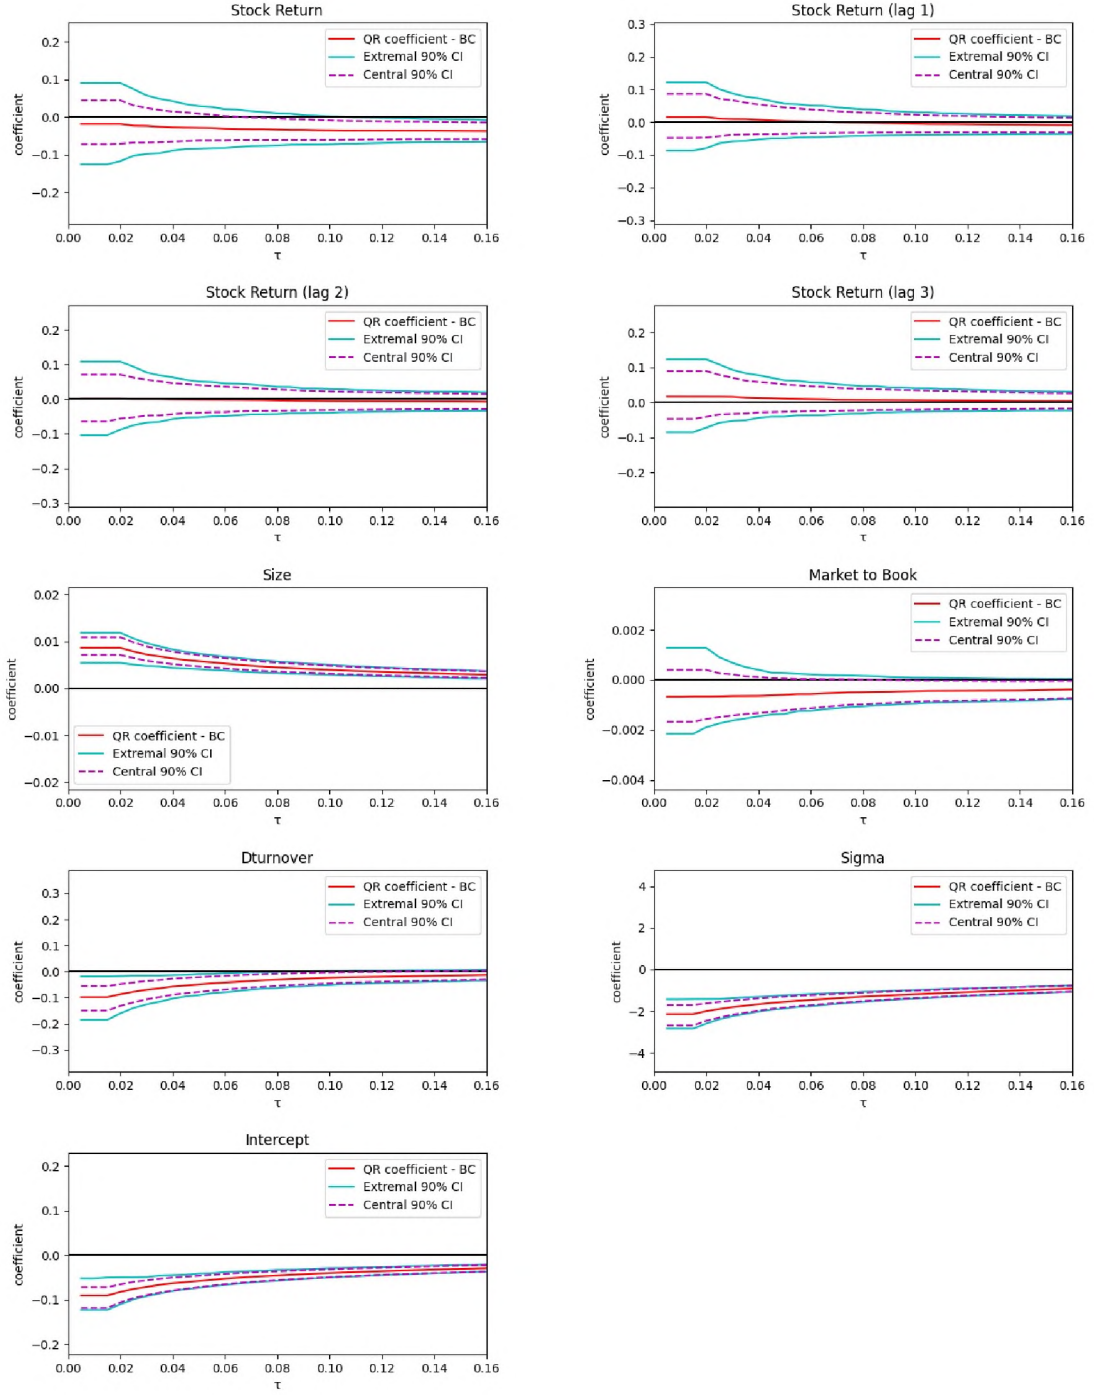 Stock Return
QR coefficient - BC
Extremal 90% CI
Central 90% CI
coefficient
0.2
0.1
0.0
−0.1
−0.2
0.00 0.02 0.04 0.06 0.08 0.10 0.12 0.14 0.16
τ
Stock Return (lag 1)
QR coefficient - BC
Extremal 90% CI
Central 90% CI
coefficient
0.3
0.2
0.1
0.0
−0.1
−0.2
−0.3
0.00 0.02 0.04 0.06 0.08 0.10 0.12 0.14 0.16
τ
Stock Return (lag 2)
QR coefficient - BC
Extremal 90% CI
Central 90% CI
coefficient
0.2
0.1
0.0
−0.1
−0.2
−0.3
0.00 0.02 0.04 0.06 0.08 0.10 0.12 0.14 0.16
τ
Stock Return (lag 3)
QR coefficient - BC
Extremal 90% CI
Central 90% CI
coefficient
0.2
0.1
0.0
−0.1
−0.2
0.00 0.02 0.04 0.06 0.08 0.10 0.12 0.14 0.16
τ
Size
coefficient
0.02
0.01
0.00
−0.01
−0.02
QR coefficient - BC
Extremal 90% CI
Central 90% CI
0.00 0.02 0.04 0.06 0.08 0.10 0.12 0.14 0.16
τ
Market to Book
QR coefficient - BC
Extremal 90% CI
Central 90% CI
coefficient
0.002
0.000
−0.002
−0.004
0.00 0.02 0.04 0.06 0.08 0.10 0.12 0.14 0.16
τ
Dturnover
QR coefficient - BC
Extremal 90% CI
Central 90% CI
coefficient
0.3
0.2
0.1
0.0
−0.1
−0.2
−0.3
0.00 0.02 0.04 0.06 0.08 0.10 0.12 0.14 0.16
τ
Sigma
QR coefficient - BC
Extremal 90% CI
Central 90% CI
coefficient
4
2
0
−2
−4
0.00 0.02 0.04 0.06 0.08 0.10 0.12 0.14 0.16
τ
Intercept
QR coefficient - BC
Extremal 90% CI
Central 90% CI
coefficient
0.2
0.1
0.0
−0.1
−0.2
0.00 0.02 0.04 0.06 0.08 0.10 0.12 0.14 0.16
τ